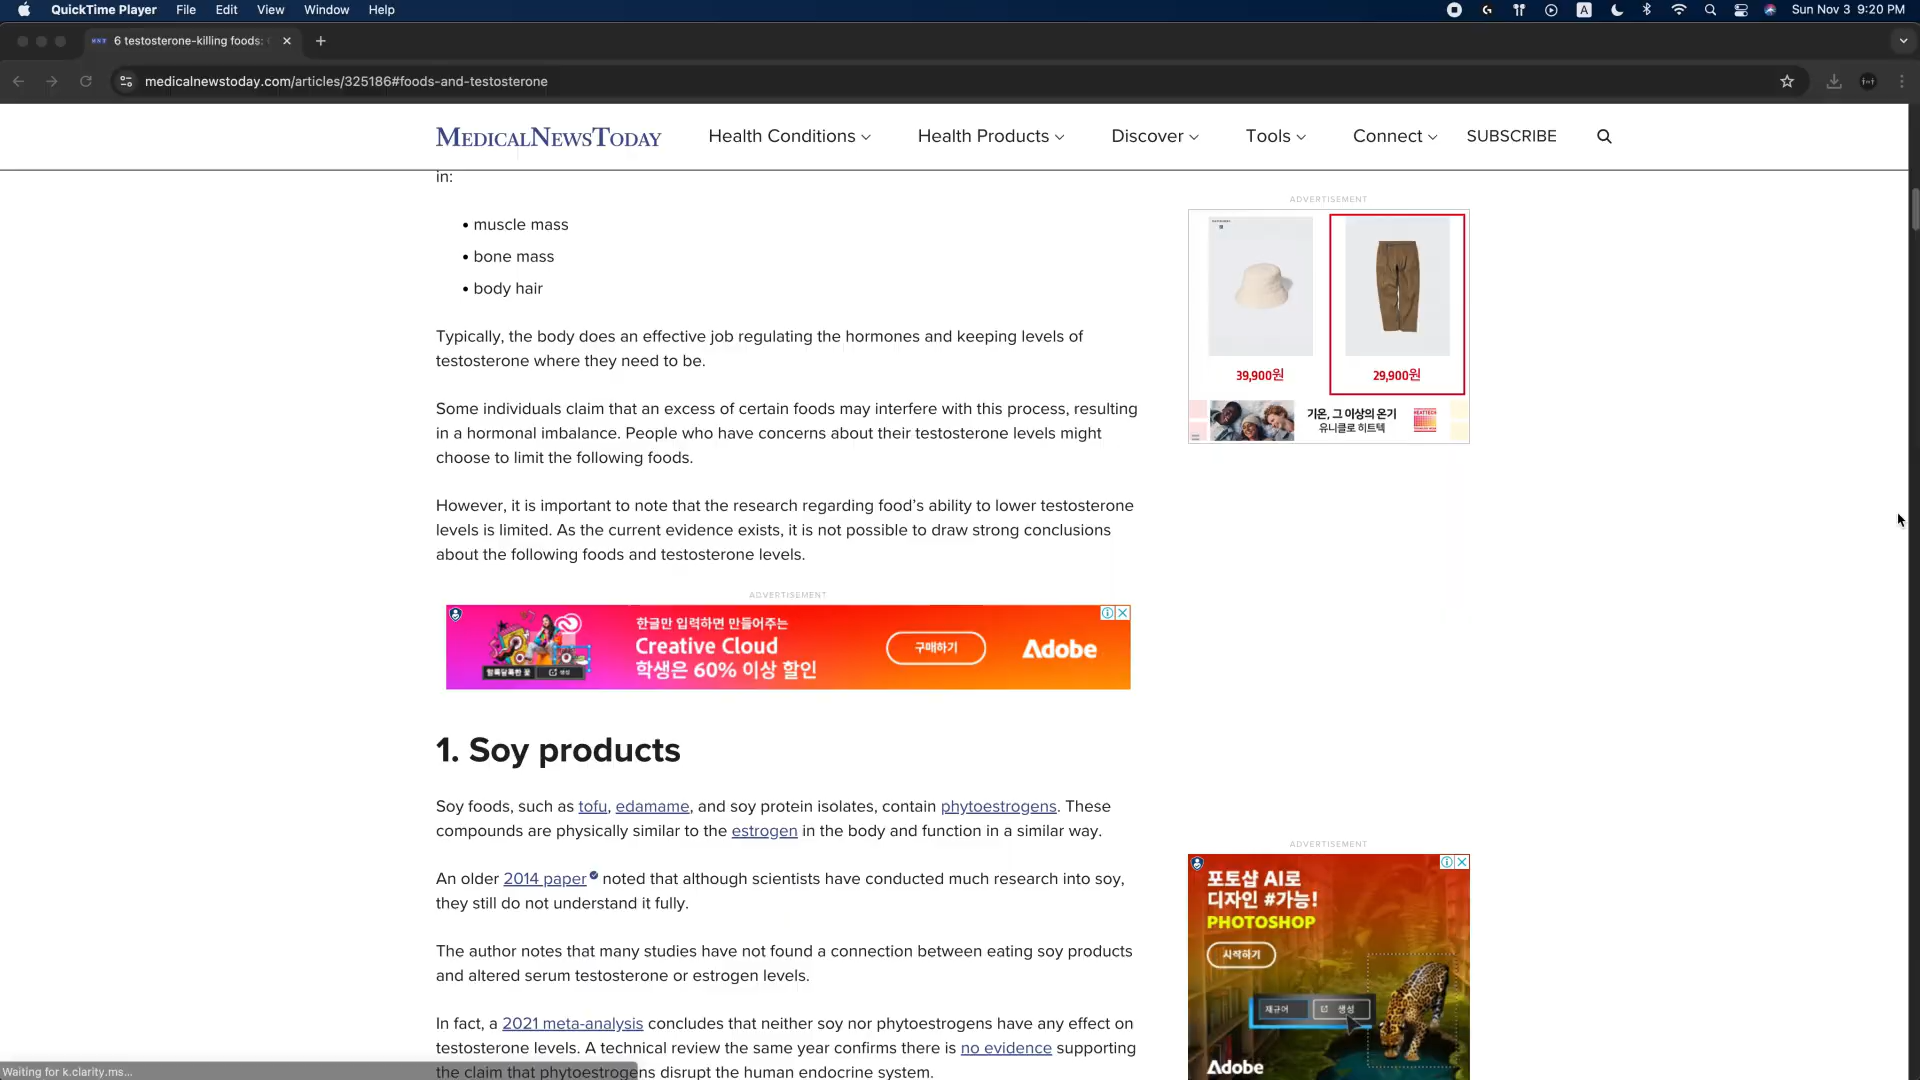 QuickTime Player File Edit View Window Help
A Sun Nov 3 9:20 PM
MNT 6 testosterone-killing foods:
medicalnewstoday.com/articles/325186#foods-and-testosterone
MEDICALNEWSTODAY Health Conditions Health Products Discover Tools Connect SUBSCRIBE
in:
• muscle mass
• bone mass
• body hair
Typically, the body does an effective job regulating the hormones and keeping levels of
testosterone where they need to be.
Some individuals claim that an excess of certain foods may interfere with this process, resulting
in a hormonal imbalance. People who have concerns about their testosterone levels might
choose to limit the following foods.
However, it is important to note that the research regarding food’s ability to lower testosterone
levels is limited. As the current evidence exists, it is not possible to draw strong conclusions
about the following foods and testosterone levels.
ADVERTISEMENT
한글만 입력하면 만들어주는
Creative Cloud
학생은 60% 이상 할인
구매하기
Adobe
생성
1. Soy products
Soy foods, such as tofu, edamame, and soy protein isolates, contain phytoestrogens. These
compounds are physically similar to the estrogen in the body and function in a similar way.
An older 2014 paper noted that although scientists have conducted much research into soy,
they still do not understand it fully.
The author notes that many studies have not found a connection between eating soy products
and altered serum testosterone or estrogen levels.
In fact, a 2021 meta-analysis concludes that neither soy nor phytoestrogens have any effect on
testosterone levels. A technical review the same year confirms there is no evidence supporting
the claim that phytoestrogens disrupt the human endocrine system.
ADVERTISEMENT
39,900원 29,900원
기온, 그 이상의 온기
유니클로 히트텍
HEATTECH
ADVERTISEMENT
포토샵 AI로
디자인 #가능!
PHOTOSHOP
시작하기
재규어 생성
Adobe
Waiting for k.clarity.ms...